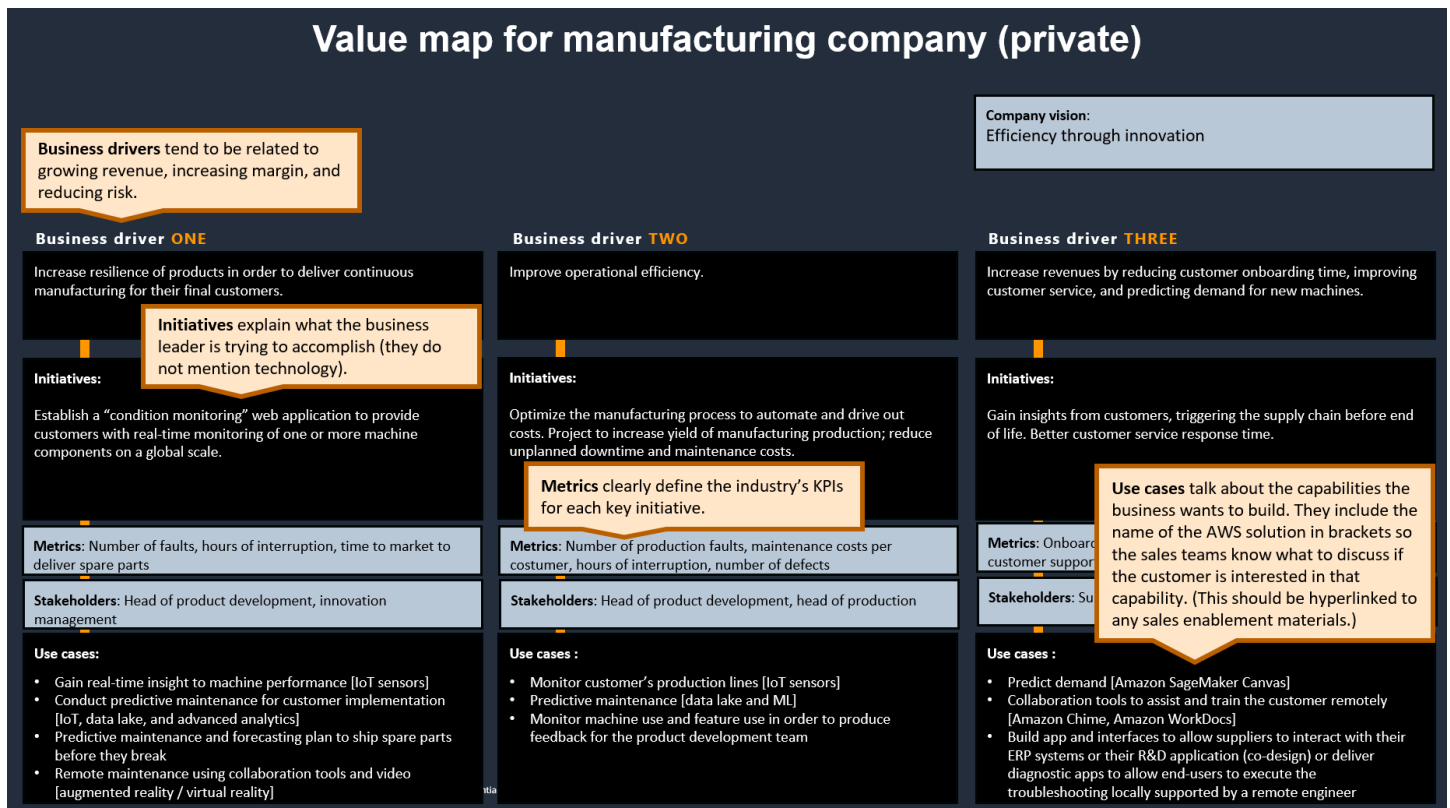 Value map for manufacturing company (private)
Company vision:
Efficiency through innovation
Business drivers tend to be related to
growing revenue, increasing margin, and
reducing risk.
Business driver ONE
Increase resilience of products in order to deliver continuous
manufacturing for their final customers.
Initiatives explain what the business
leader is trying to accomplish (they do
not mention technology).
Initiatives:
Establish a “condition monitoring” web application to provide
customers with real-time monitoring of one or more machine
components on a global scale.
Metrics: Number of faults, hours of interruption, time to market to
deliver spare parts
Stakeholders: Head of product development, innovation
management
Use cases:
• Gain real-time insight to machine performance [IoT sensors]
• Conduct predictive maintenance for customer implementation
[IoT, data lake, and advanced analytics]
• Predictive maintenance and forecasting plan to ship spare parts
before they break
• Remote maintenance using collaboration tools and video
[augmented reality / virtual reality]
Business driver TWO
Improve operational efficiency.
Initiatives:
Optimize the manufacturing process to automate and drive out
costs. Project to increase yield of manufacturing production; reduce
unplanned downtime and maintenance costs.
Metrics clearly define the industry’s KPIs
for each key initiative.
Metrics: Number of production faults, maintenance costs per
costumer, hours of interruption, number of defects
Stakeholders: Head of product development, head of production
Use cases :
• Monitor customer’s production lines [IoT sensors]
• Predictive maintenance [data lake and ML]
• Monitor machine use and feature use in order to produce
feedback for the product development team
Business driver THREE
Increase revenues by reducing customer onboarding time, improving
customer service, and predicting demand for new machines.
Initiatives:
Gain insights from customers, triggering the supply chain before end
of life. Better customer service response time.
Use cases talk about the capabilities the
business wants to build. They include the
name of the AWS solution in brackets so
the sales teams know what to discuss if
the customer is interested in that
capability. (This should be hyperlinked to
any sales enablement materials.)
Metrics:
customer
Stakeholders:
Use cases :
• Predict demand [Amazon SageMaker Canvas]
• Collaboration tools to assist and train the customer remotely
[Amazon Chime, Amazon WorkDocs]
• Build app and interfaces to allow suppliers to interact with their
ERP systems or their R&D application (co-design) or deliver
diagnostic apps to allow end-users to execute the
troubleshooting locally supported by a remote engineer